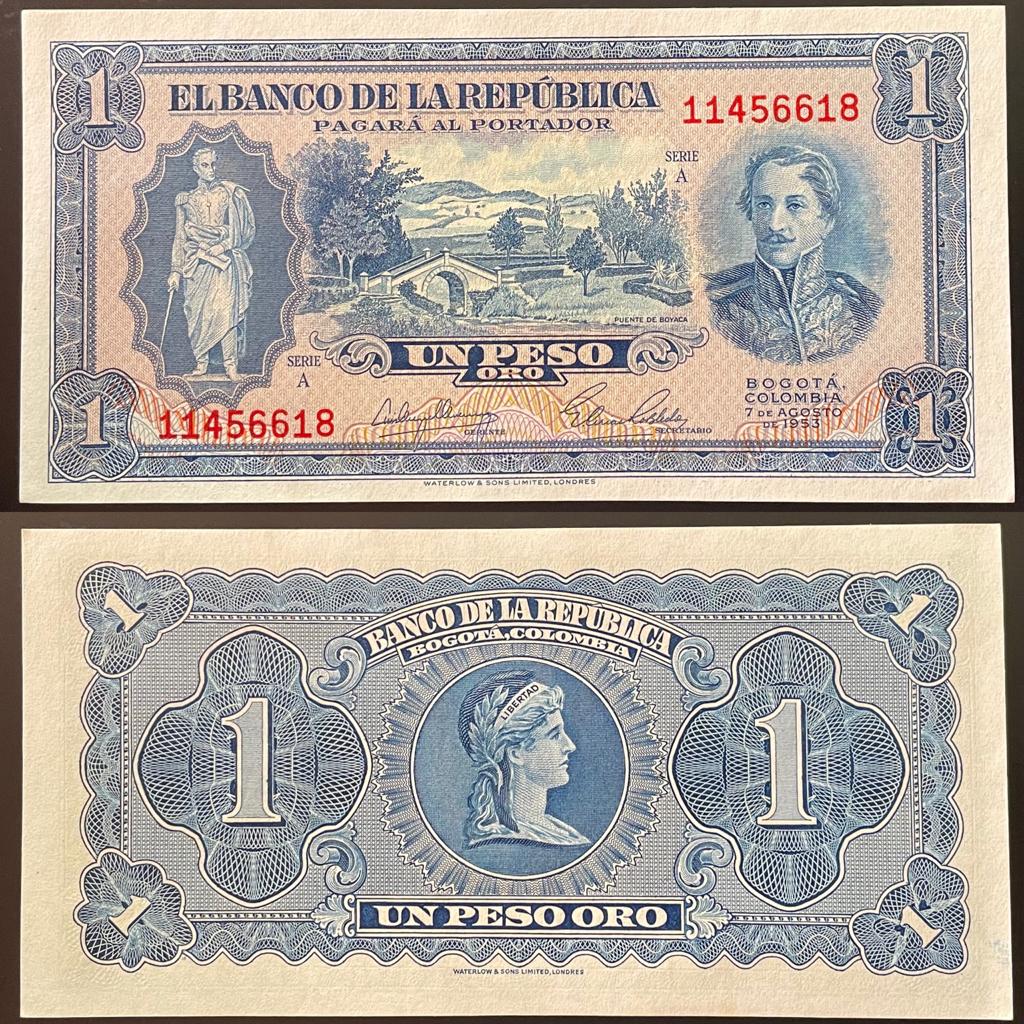 1
1
EL BANCO DE LA REPÚBLICA
11456618
PAGARÁ AL PORTADOR
SERIE
A
PUENTE DE BOYACA
SERIE
A
UN PESO
ORO
BOGOTÁ,
COLOMBIA
7 DE AGOSTO
DE 1953
1
11456618
GERENTE
SECRETARIO
1
WATERLOW & SONS LIMITED, LONDRES
1
1
BANCO DE LA REPÚBLICA
BOGOTÁ, COLOMBIA
LIBERTAD
1
1
1
1
UN PESO ORO
WATERLOW & SONS LIMITED, LONDRES